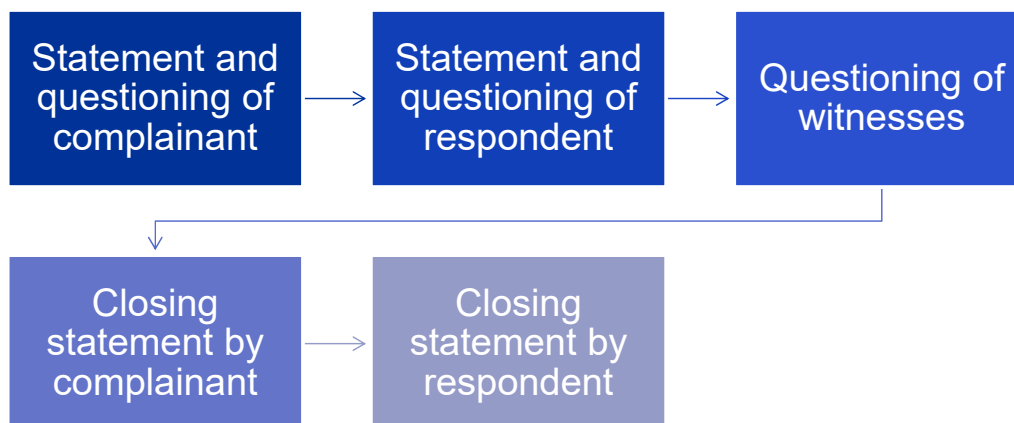 Statement and
questioning of
complainant
Statement and
questioning of
respondent
Questioning of
witnesses
Closing
statement by
complainant
Closing
statement by
respondent